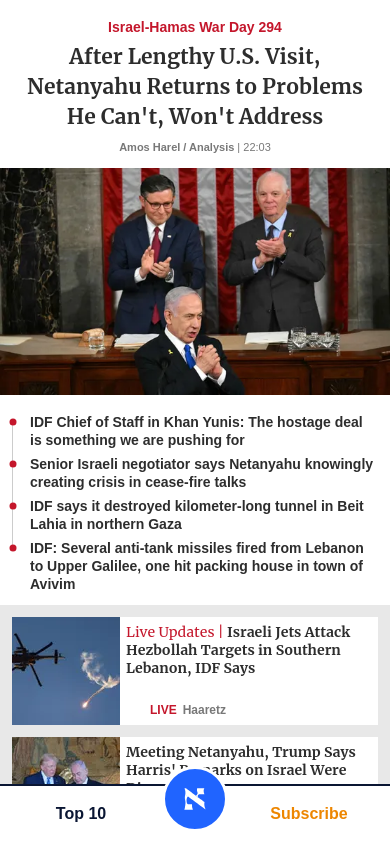 Israel-Hamas War Day 294
After Lengthy U.S. Visit,
Netanyahu Returns to Problems
He Can't, Won't Address
Amos Harel / Analysis | 22:03
IDF Chief of Staff in Khan Yunis: The hostage deal
is something we are pushing for
Senior Israeli negotiator says Netanyahu knowingly
creating crisis in cease-fire talks
IDF says it destroyed kilometer-long tunnel in Beit
Lahia in northern Gaza
IDF: Several anti-tank missiles fired from Lebanon
to Upper Galilee, one hit packing house in town of
Avivim
Live Updates | Israeli Jets Attack
Hezbollah Targets in Southern
Lebanon, IDF Says
LIVE Haaretz
Meeting Netanyahu, Trump Says
Harris' on Israel Were
Top 10
Subscribe